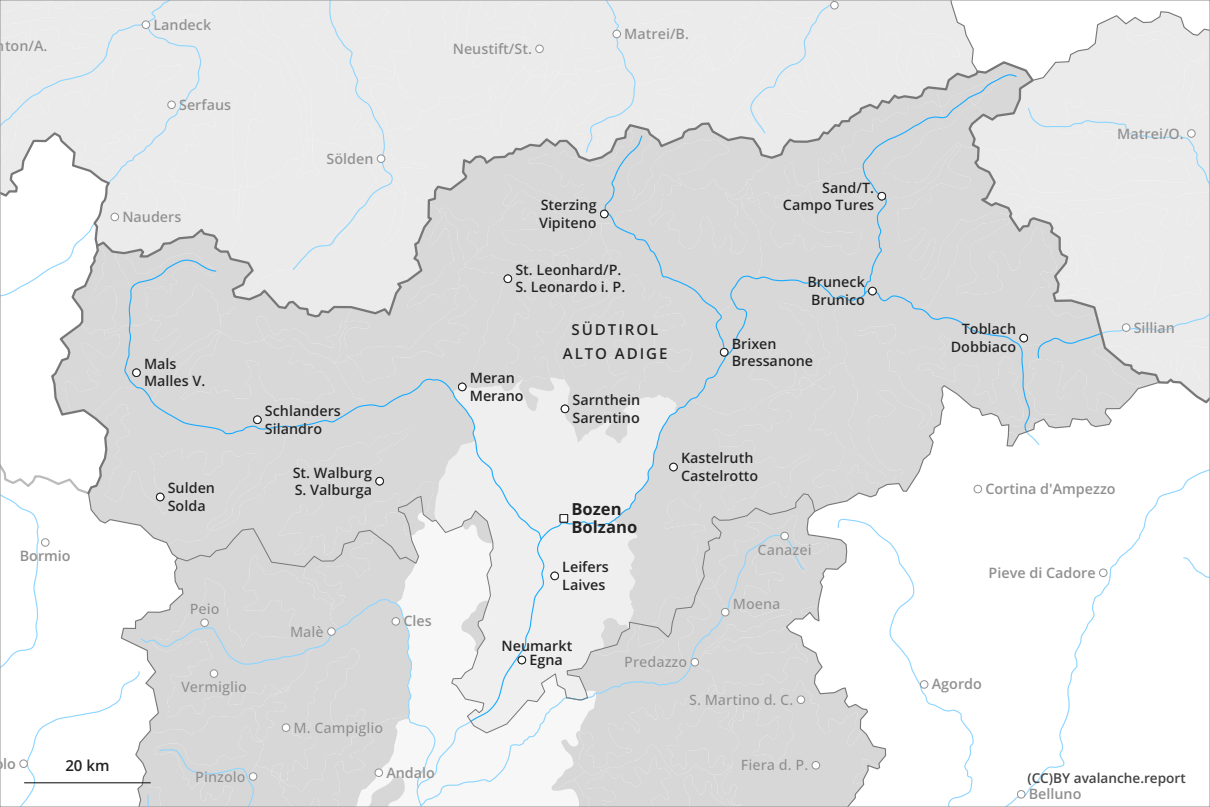 Landeck
nton/A.
Neustift/St.
Matrei/B.
Serfaus
Matrei/O.
Sölden
Sand/T.
Campo Tures
Nauders
Sterzing
Vipiteno
St. Leonhard/P.
S. Leonardo i. P.
Bruneck
Brunico
SÜDTIROL
ALTO ADIGE
Toblach
Dobbiaco
Sillian
Brixen
Bressanone
Mals
Malles V.
Meran
Merano
Sarnthein
Sarentino
Schlanders
Silandro
Kastelruth
Castelrotto
St. Walburg
S. Valburga
Sulden
Solda
Cortina d'Ampezzo
Bozen
Bolzano
Bormio
Canazei
Leifers
Laives
Pieve di Cadore
Peio
Moena
Malè
Cles
Neumarkt
Egna
Predazzo
Vermiglio
Agordo
S. Martino d. C.
M. Campiglio
olo
20 km
Pinzolo
Andalo
Fiera d. P.
(CC)BY avalanche.report
Belluno